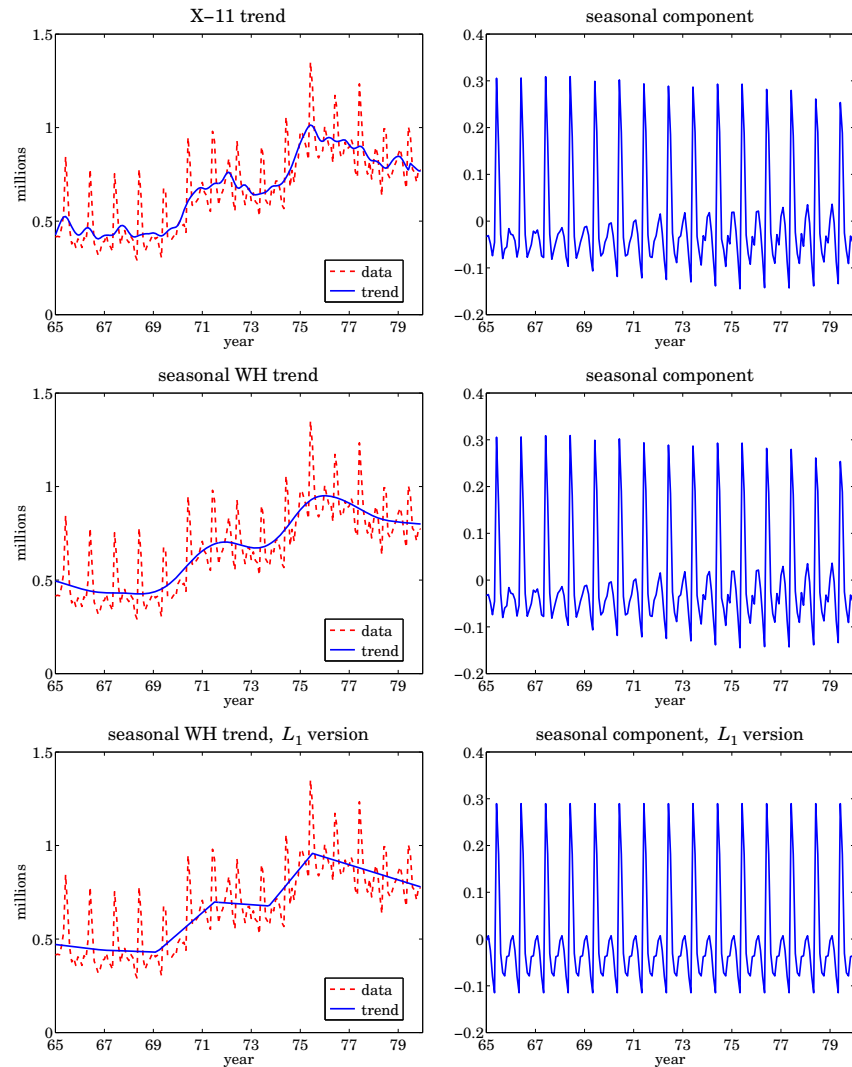 X−11 trend
1.5
1
0.5
0
millions
65 67 69 71 73 75 77 79
year
data
trend
seasonal component
0.4
0.3
0.2
0.1
0
−0.1
−0.2
65 67 69 71 73 75 77 79
year
seasonal WH trend
1.5
1
0.5
0
millions
65 67 69 71 73 75 77 79
year
data
trend
seasonal component
0.4
0.3
0.2
0.1
0
−0.1
−0.2
65 67 69 71 73 75 77 79
year
seasonal WH trend, L1 version
1.5
1
0.5
0
millions
65 67 69 71 73 75 77 79
year
data
trend
seasonal component, L1 version
0.4
0.3
0.2
0.1
0
−0.1
−0.2
65 67 69 71 73 75 77 79
year